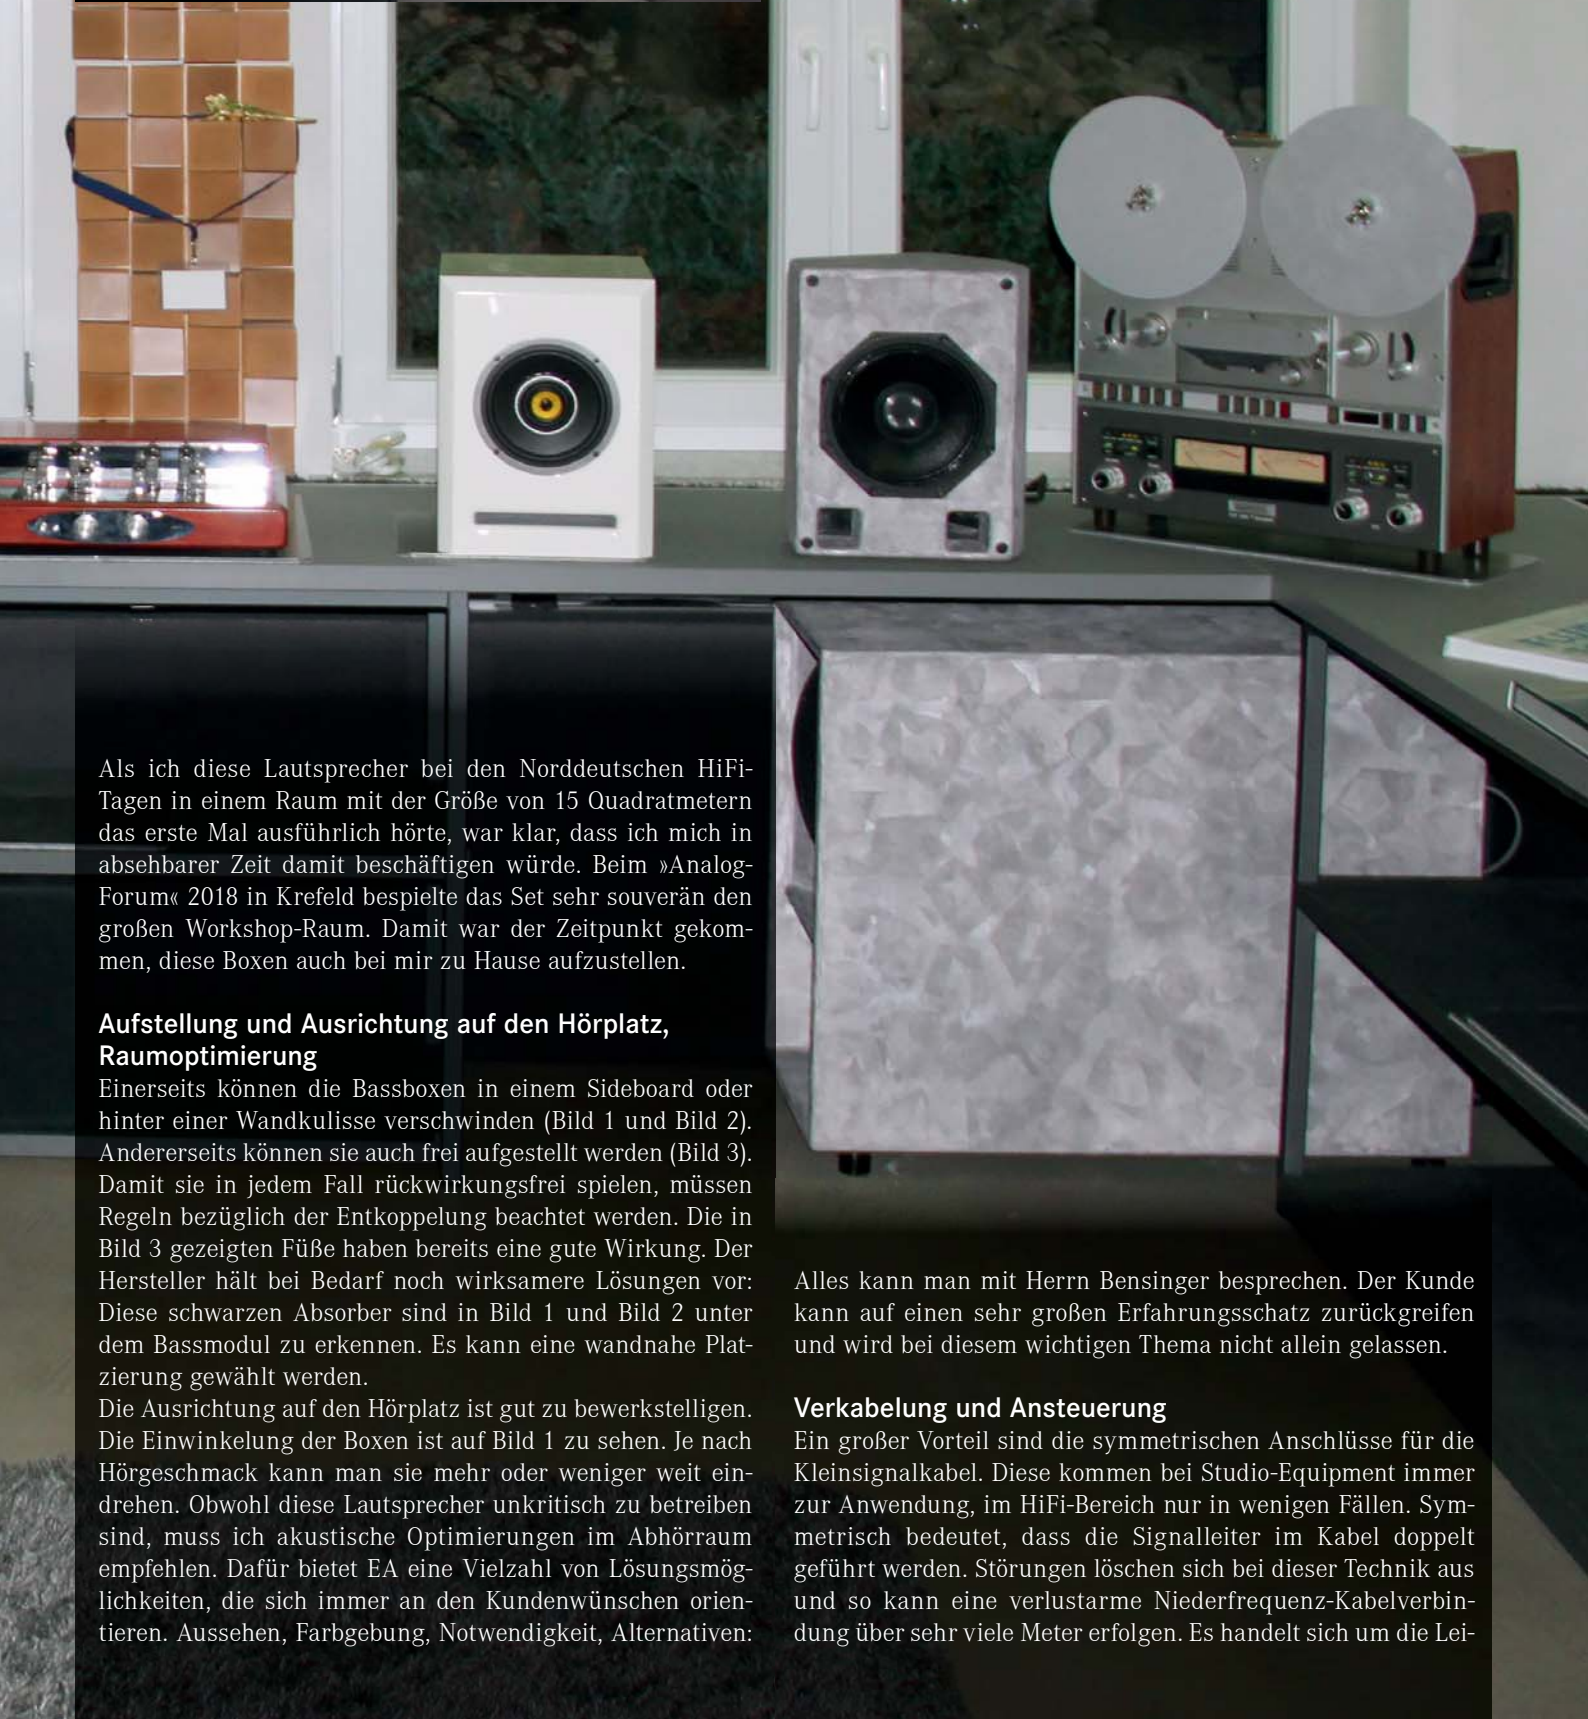 Als ich diese Lautsprecher bei den Norddeutschen HiFi-
Tagen in einem Raum mit der Größe von 15 Quadratmetern
das erste Mal ausführlich hörte, war klar, dass ich mich in
absehbarer Zeit damit beschäftigen würde. Beim »Analog-
Forum« 2018 in Krefeld bespielte das Set sehr souverän den
großen Workshop-Raum. Damit war der Zeitpunkt gekom-
men, diese Boxen auch bei mir zu Hause aufzustellen.
Aufstellung und Ausrichtung auf den Hörplatz,
Raumoptimierung
Einerseits können die Bassboxen in einem Sideboard oder
hinter einer Wandkulisse verschwinden (Bild 1 und Bild 2).
Andererseits können sie auch frei aufgestellt werden (Bild 3).
Damit sie in jedem Fall rückwirkungsfrei spielen, müssen
Regeln bezüglich der Entkoppelung beachtet werden. Die in
Bild 3 gezeigten Füße haben bereits eine gute Wirkung. Der
Hersteller hält bei Bedarf noch wirksamere Lösungen vor:
Diese schwarzen Absorber sind in Bild 1 und Bild 2 unter
dem Bassmodul zu erkennen. Es kann eine wandnahe Plat-
zierung gewählt werden.
Die Ausrichtung auf den Hörplatz ist gut zu bewerkstelligen.
Die Einwinkelung der Boxen ist auf Bild 1 zu sehen. Je nach
Hörgeschmack kann man sie mehr oder weniger weit ein-
drehen. Obwohl diese Lautsprecher unkritisch zu betreiben
sind, muss ich akustische Optimierungen im Abhörraum
empfehlen. Dafür bietet EA eine Vielzahl von Lösungsmög-
lichkeiten, die sich immer an den Kundenwünschen orien-
tieren. Aussehen, Farbgebung, Notwendigkeit, Alternativen:
Alles kann man mit Herrn Bensinger besprechen. Der Kunde
kann auf einen sehr großen Erfahrungsschatz zurückgreifen
und wird bei diesem wichtigen Thema nicht allein gelassen.
Verkabelung und Ansteuerung
Ein großer Vorteil sind die symmetrischen Anschlüsse für die
Kleinsignalkabel. Diese kommen bei Studio-Equipment immer
zur Anwendung, im HiFi-Bereich nur in wenigen Fällen. Sym-
metrisch bedeutet, dass die Signalleiter im Kabel doppelt
geführt werden. Störungen löschen sich bei dieser Technik aus
und so kann eine verlustarme Niederfrequenz-Kabelverbin-
dung über sehr viele Meter erfolgen. Es handelt sich um die Lei-